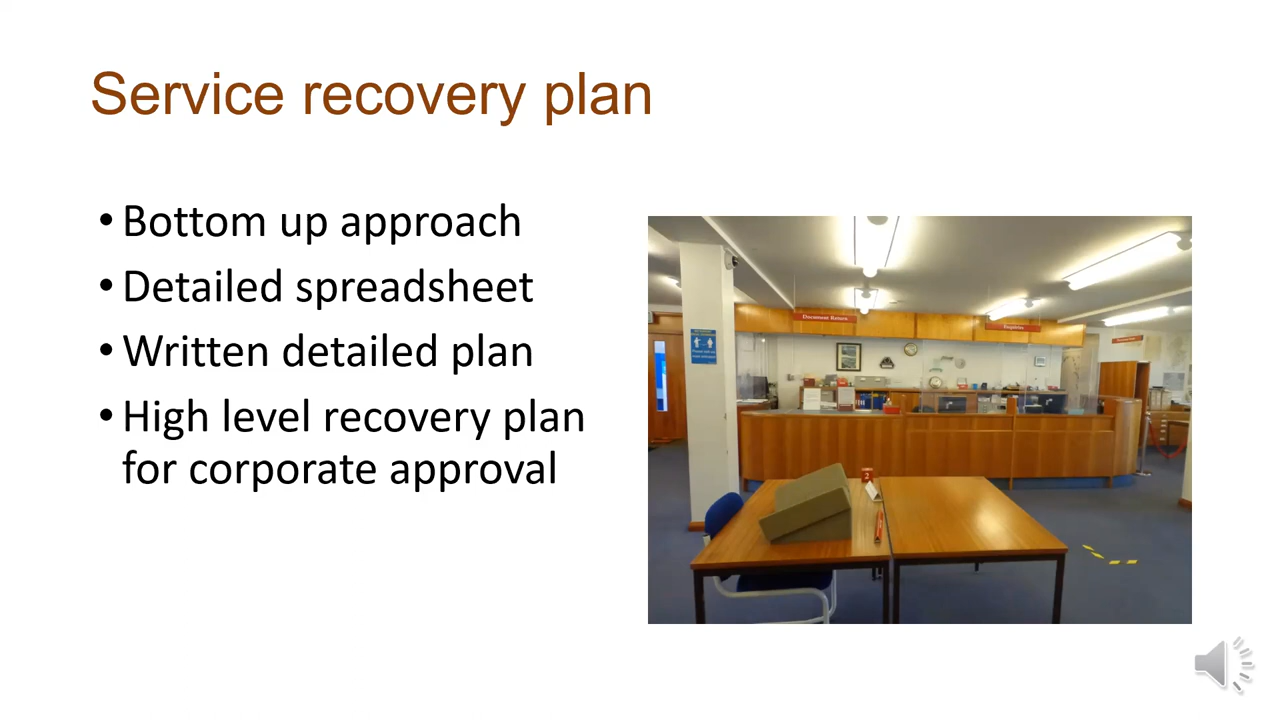 Service recovery plan
• Bottom up approach
• Detailed spreadsheet
• Written detailed plan
• High level recovery plan
for corporate approval
Document Return
Enquiries
2